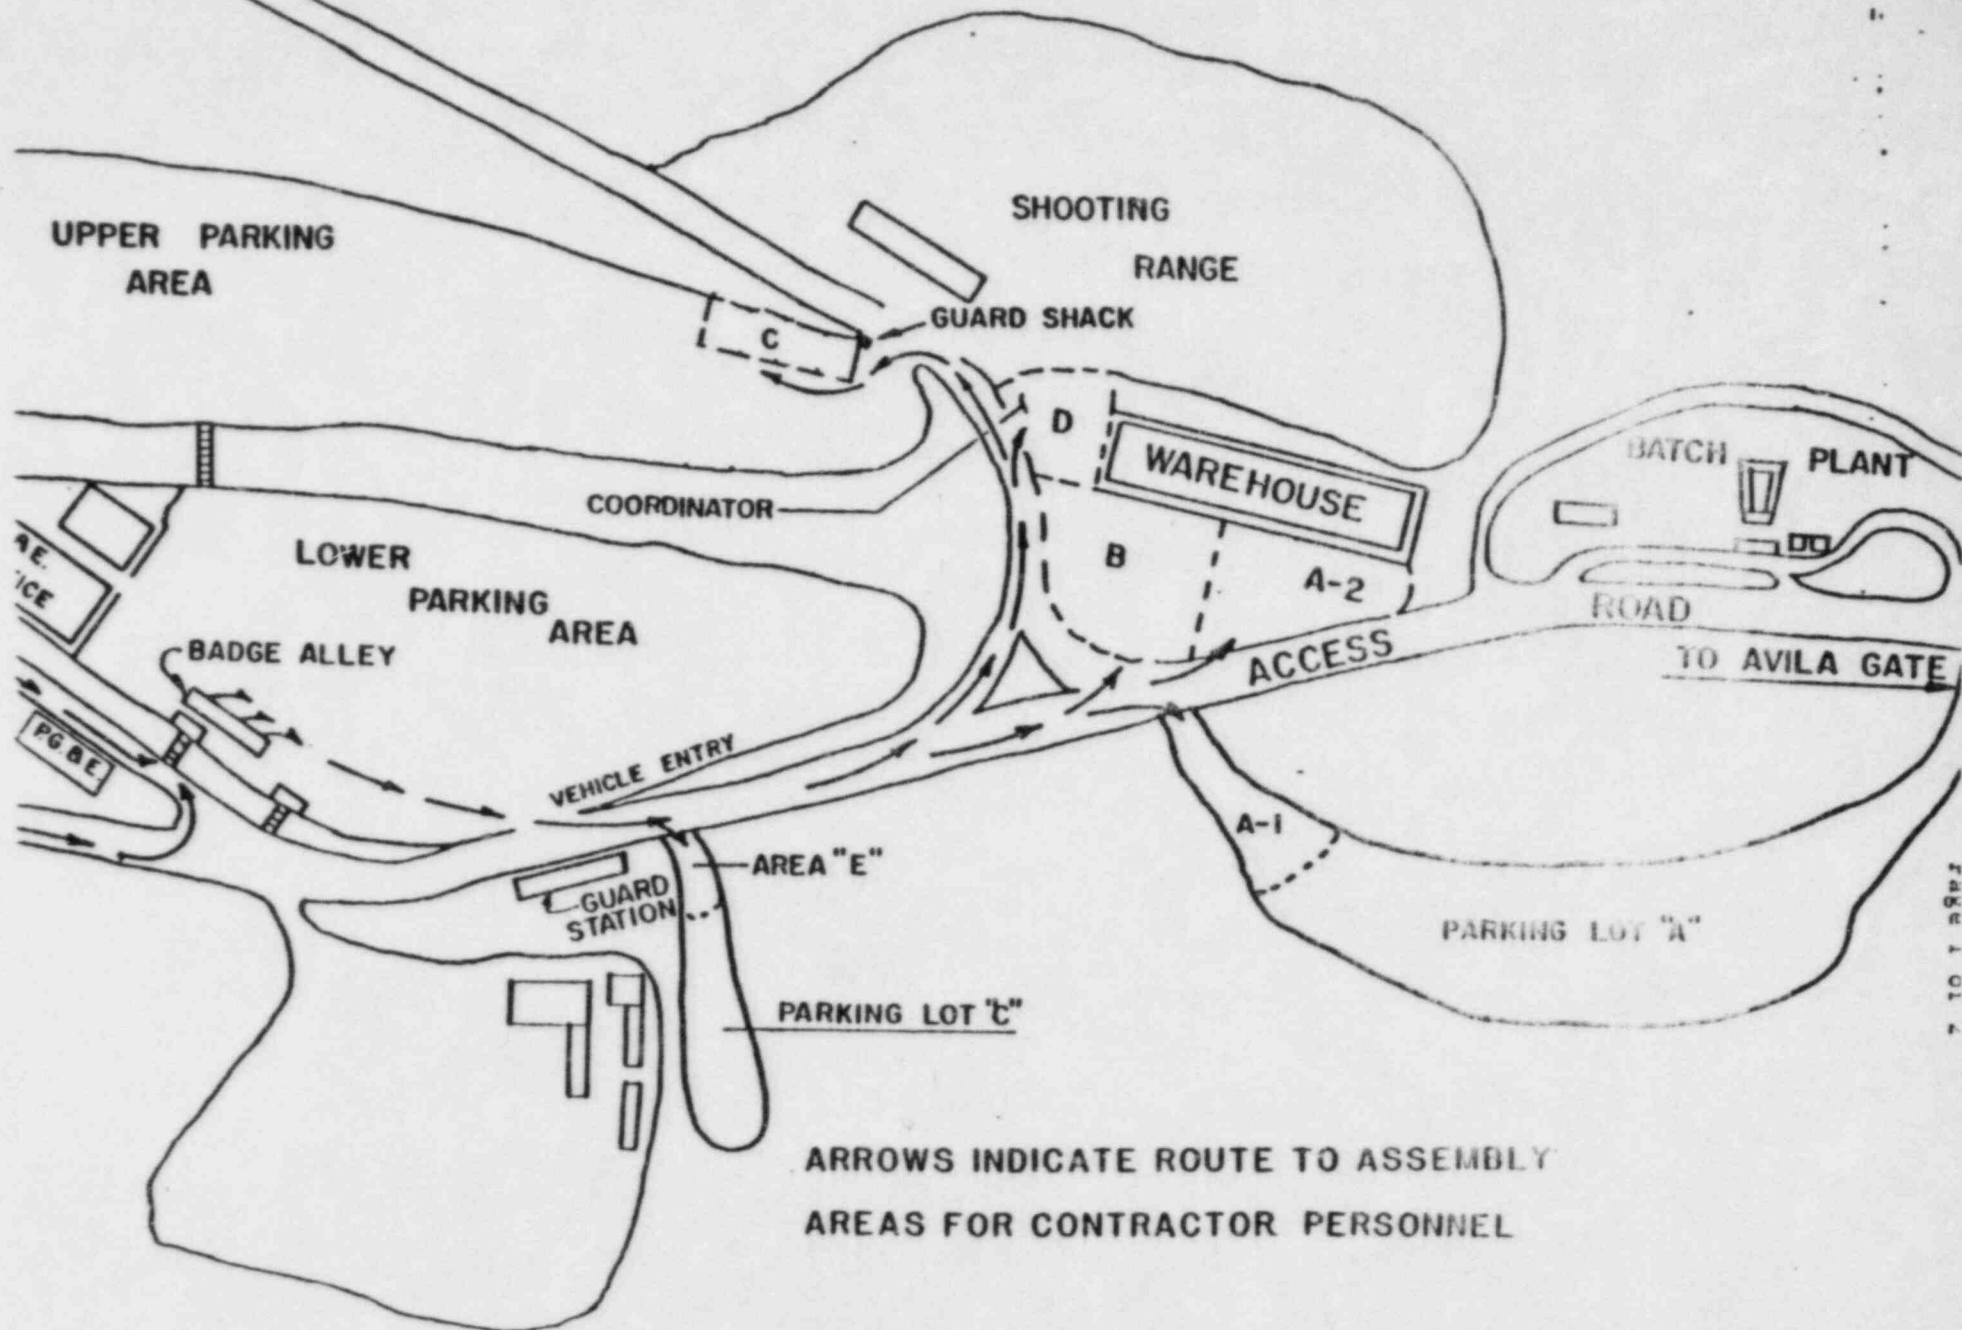 SHOOTING
RANGE
UPPER PARKING
AREA
GUARD SHACK
C
D
WAREHOUSE
BATCH PLANT
COORDINATOR
LOWER
PARKING
AREA
B
A-2
ROAD
ACCESS
TO AVILA GATE
BADGE ALLEY
P.G.&E.
VEHICLE ENTRY
A-1
AREA "E"
GUARD
STATION
PARKING LOT "A"
PARKING LOT "C"
ARROWS INDICATE ROUTE TO ASSEMBLY
AREAS FOR CONTRACTOR PERSONNEL